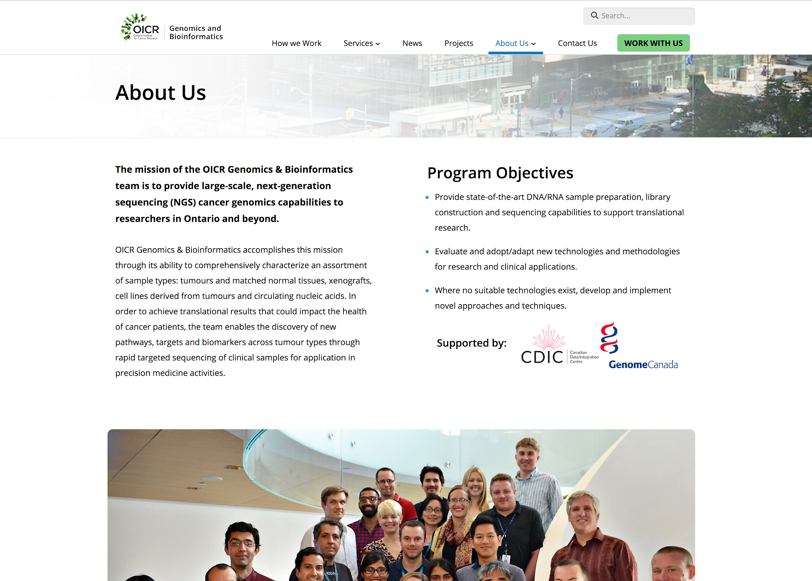 Search...
OICR
Genomics and
Bioinformatics
How we Work
Services
News
Projects
About Us
Contact Us
WORK WITH US
About Us
The mission of the OICR Genomics & Bioinformatics
team is to provide large-scale, next-generation
sequencing (NGS) cancer genomics capabilities to
researchers in Ontario and beyond.
OICR Genomics & Bioinformatics accomplishes this mission
through its ability to comprehensively characterize an assortment
of sample types: tumours and matched normal tissues, xenografts,
cell lines derived from tumours and circulating nucleic acids. In
order to achieve translational results that could impact the health
of cancer patients, the team enables the discovery of new
pathways, targets and biomarkers across tumour types through
rapid targeted sequencing of clinical samples for application in
precision medicine activities.
Program Objectives
Provide state-of-the-art DNA/RNA sample preparation, library
construction and sequencing capabilities to support translational
research.
Evaluate and adopt/adapt new technologies and methodologies
for research and clinical applications.
Where no suitable technologies exist, develop and implement
novel approaches and techniques.
Supported by:
CDIC
Canadian
Data Integration
Centre
GenomeCanada